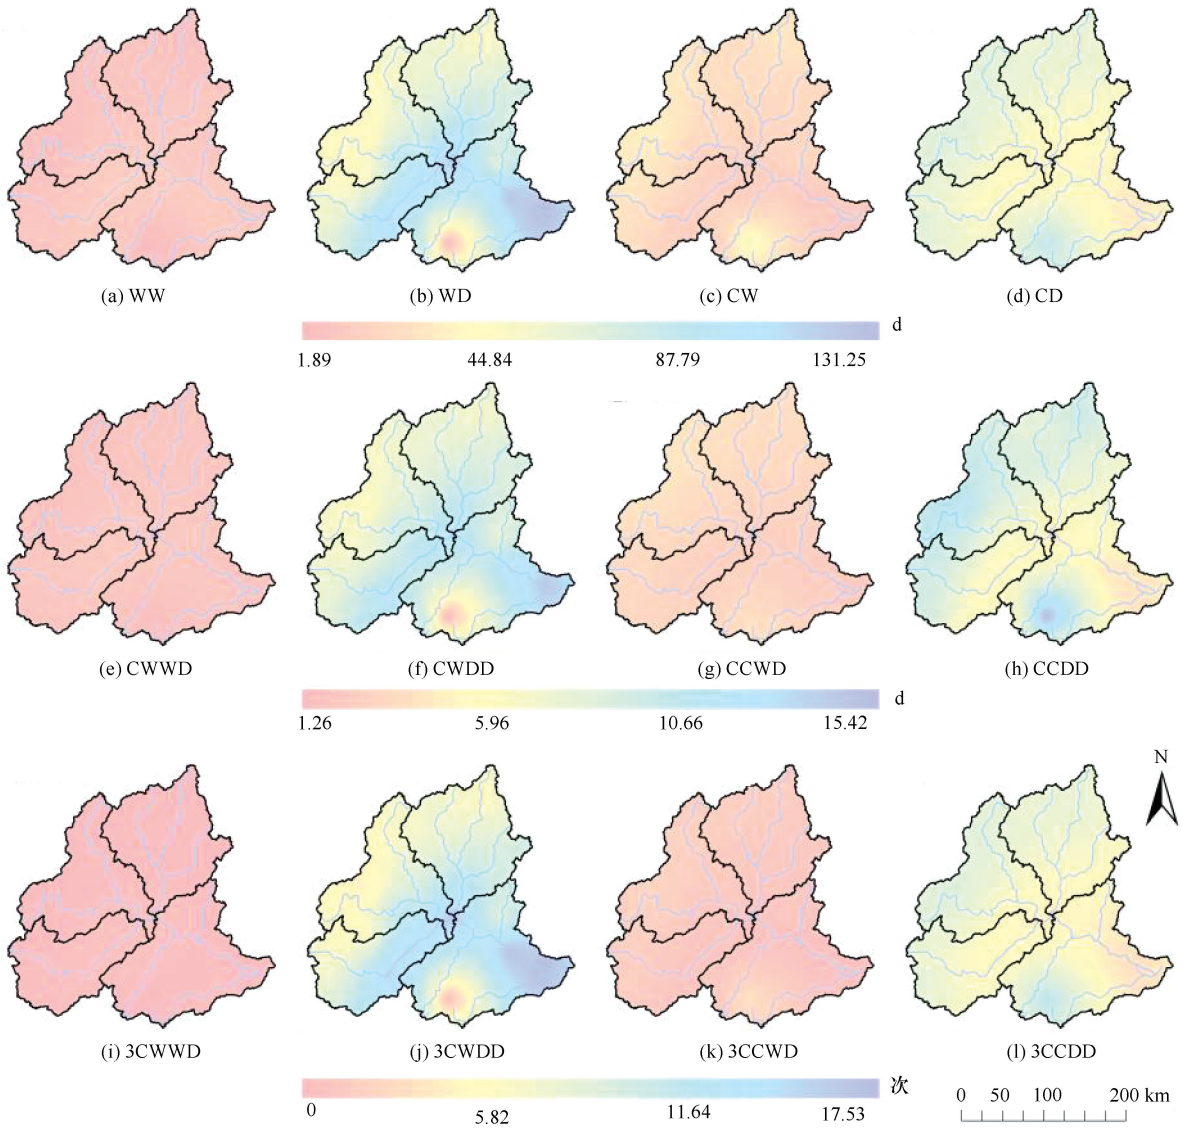 (a) WW (b) WD (c) CW (d) CD
d
1.89 44.84 87.79 131.25
(e) CWWD (f) CWDD (g) CCWD (h) CCDD
d
1.26 5.96 10.66 15.42
N
(i) 3CWWD (j) 3CWDD (k) 3CCWD (l) 3CCDD
次
0 5.82 11.64 17.53
0 50 100 200 km